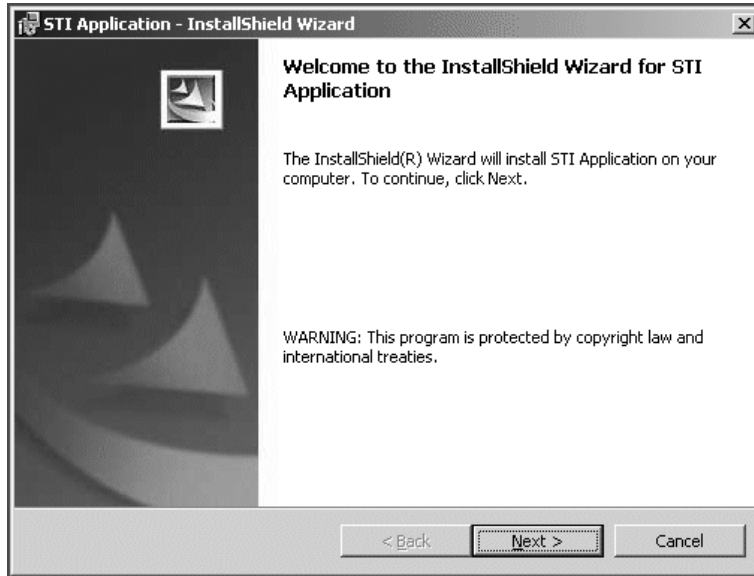 STI Application - InstallShield Wizard
Welcome to the InstallShield Wizard for STI
Application
The InstallShield(R) Wizard will install STI Application on your
computer. To continue, click Next.
WARNING: This program is protected by copyright law and
international treaties.
< Back
Next >
Cancel